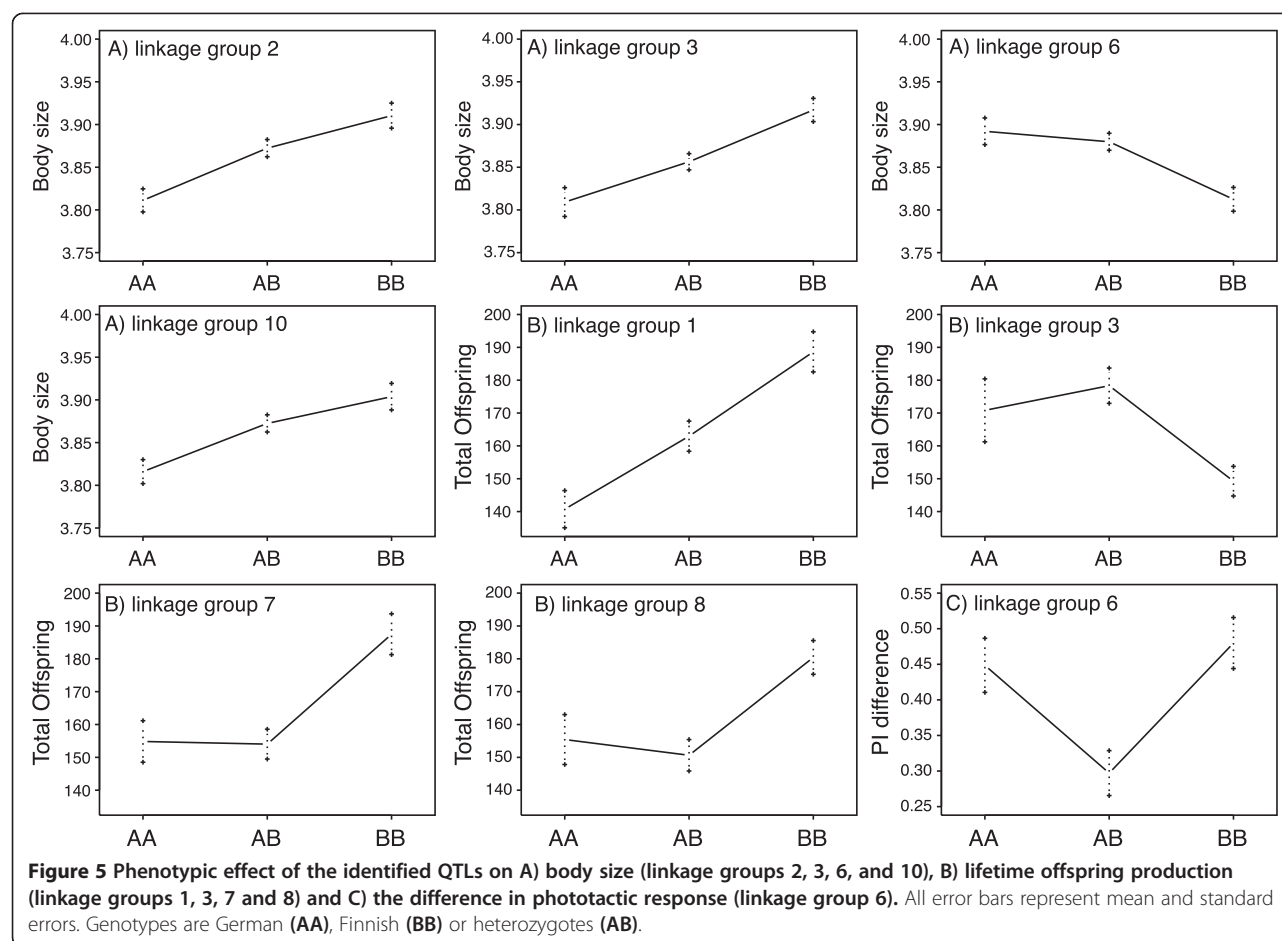 A) linkage group 2
Body size
4.00
3.95
3.90
3.85
3.80
3.75
AA AB BB
A) linkage group 3
Body size
4.00
3.95
3.90
3.85
3.80
3.75
AA AB BB
A) linkage group 6
Body size
4.00
3.95
3.90
3.85
3.80
3.75
AA AB BB
A) linkage group 10
Body size
4.00
3.95
3.90
3.85
3.80
3.75
AA AB BB
B) linkage group 1
Total Offspring
200
190
180
170
160
150
140
AA AB BB
B) linkage group 3
Total Offspring
200
190
180
170
160
150
140
AA AB BB
B) linkage group 7
Total Offspring
200
190
180
170
160
150
140
AA AB BB
B) linkage group 8
Total Offspring
200
190
180
170
160
150
140
AA AB BB
C) linkage group 6
PI difference
0.55
0.50
0.45
0.40
0.30
0.25
AA AB BB
Figure 5 Phenotypic effect of the identified QTLs on A) body size (linkage groups 2, 3, 6, and 10), B) lifetime offspring production
(linkage groups 1, 3, 7 and 8) and C) the difference in phototactic response (linkage group 6). All error bars represent mean and standard
errors. Genotypes are German (AA), Finnish (BB) or heterozygotes (AB).